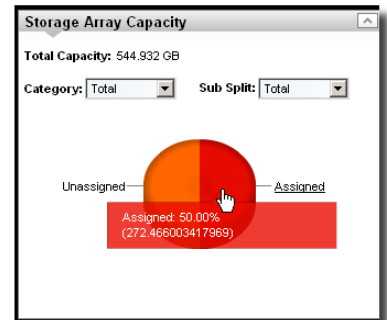 Storage Array Capacity
Total Capacity: 544.932 GB
Category: Total Sub Split: Total
Unassigned Assigned
Assigned: 50.00%
(272.466003417969)